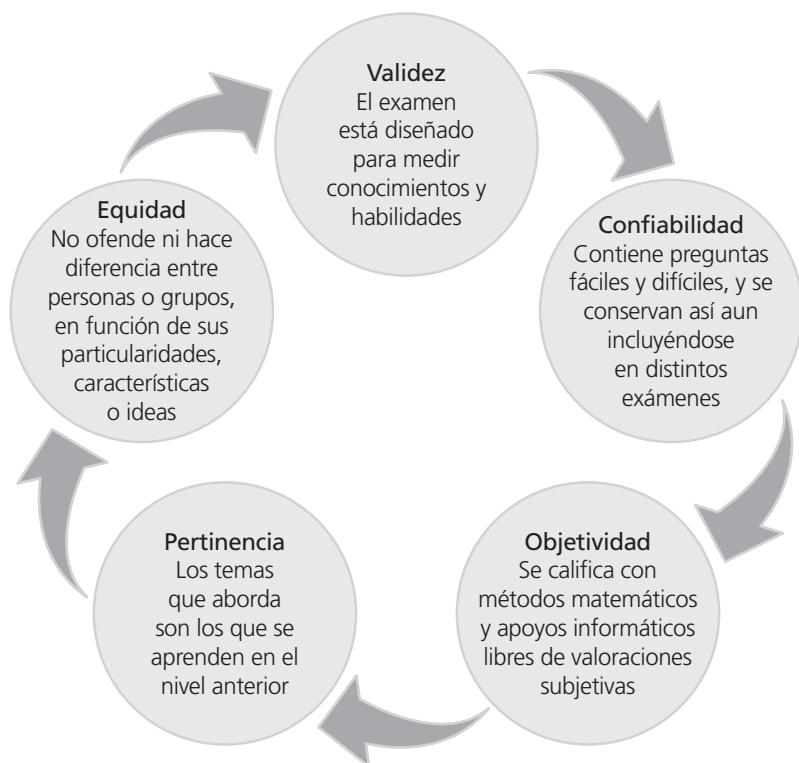 Validez
El examen
está diseñado
para medir
conocimientos y
habilidades
Confiabilidad
Contiene preguntas
fáciles y difíciles, y se
conservan así aun
incluyéndose
en distintos
exámenes
Objetividad
Se califica con
métodos matemáticos
y apoyos informáticos
libres de valoraciones
subjetivas
Pertinencia
Los temas
que aborda
son los que se
aprenden en el
nivel anterior
Equidad
No ofende ni hace
diferencia entre
personas o grupos,
en función de sus
particularidades,
características
o ideas